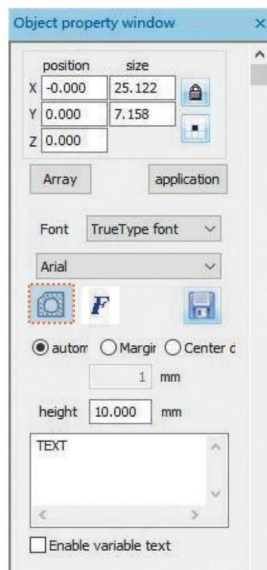 Object property window ×
position size
X -0.000 25.122
Y 0.000 7.158
Z 0.000
Array application
Font TrueType font
Arial
F
autom Margir Center d
1 mm
height 10.000 mm
TEXT
Enable variable text